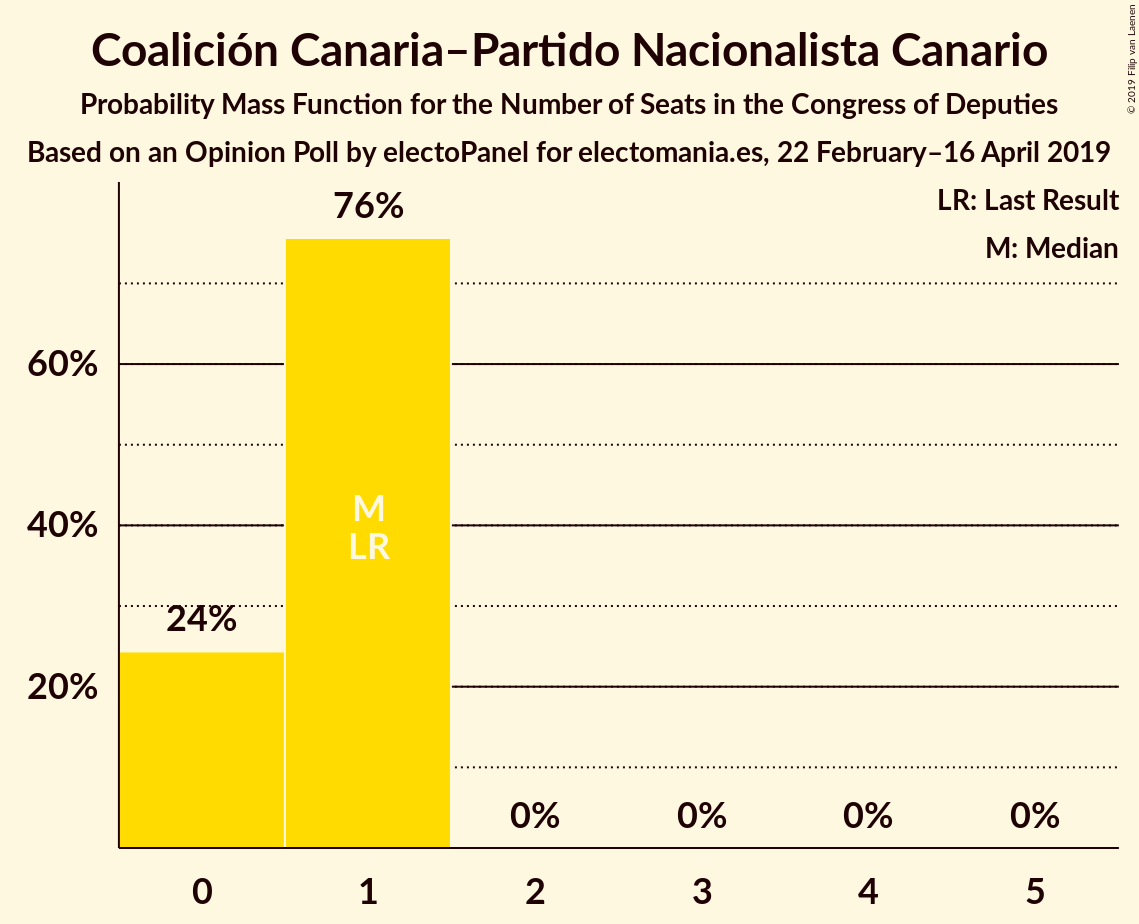 Coalición Canaria–Partido Nacionalista Canario
Probability Mass Function for the Number of Seats in the Congress of Deputies
Based on an Opinion Poll by electoPanel for electomania.es, 22 February–16 April 2019
© 2019 Filip van Laenen
LR: Last Result
M: Median
76%
60%
40%
20%
24%
M
LR
0%
0%
0%
0%
0
1
2
3
4
5